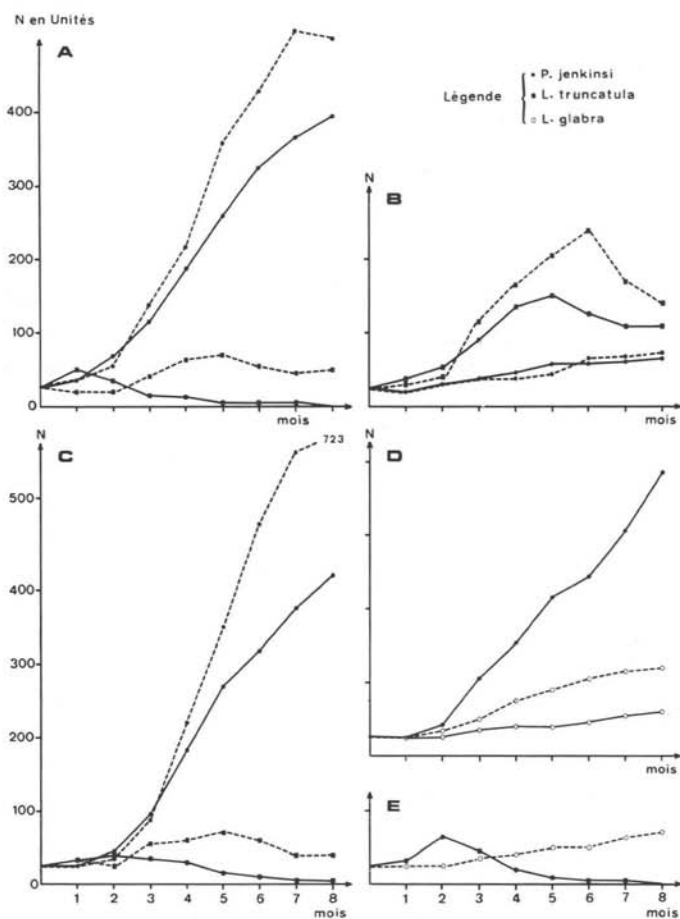 N en Unités
A
400
300
200
100
0
mois
Légende
P. jenkinsi
L. truncatula
L. glabra
N
B
mois
N
C
723
500
400
300
200
100
0
1 2 3 4 5 6 7 8
mois
D
mois
E
1 2 3 4 5 6 7 8
mois